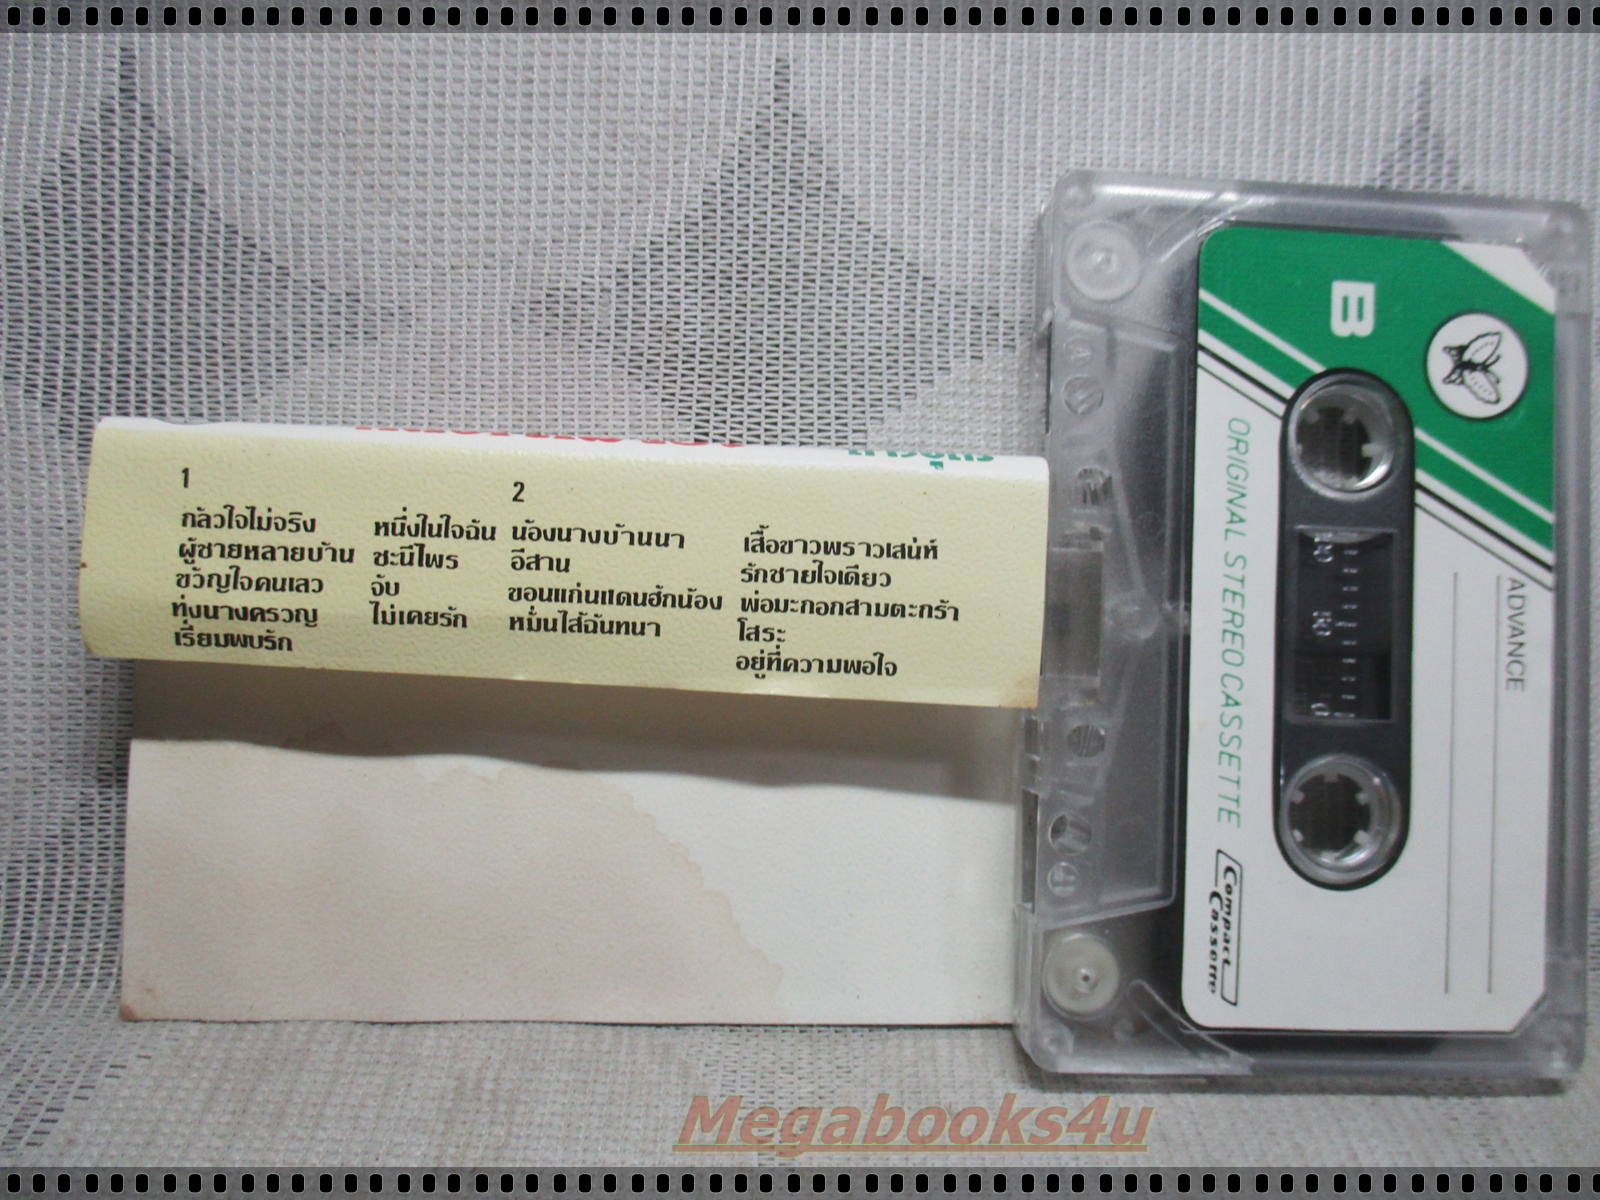 1
กลัวใจไม่จริง
ผู้ชายหลายบ้าน
ขวัญใจคนเลว
ทุ่งนางครวญ
เรียมพบรัก
หนึ่งในใจฉัน
ชะนีไพร
จับ
ไม่เคยรัก
2
น้องนางบ้านนา
อีสาน
ขอนแก่นแดนฮักน้อง
หมั่นไส้ฉันทนา
เสื้อขาวพราวเสน่ห์
รักชายใจเดียว
พ่อมะกอกสามตะกร้า
โสระ
อยู่ที่ความพอใจ
B
ORIGINAL STEREO CASSETTE
ADVANCE
Compact
Cassette
Megabooks4u